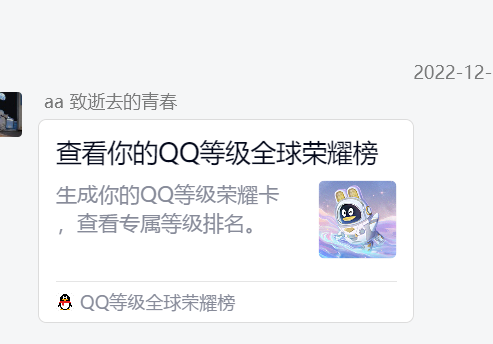 2022-12-
aa 致逝去的青春
查看你的QQ等级全球荣耀榜
生成你的QQ等级荣耀卡
，查看专属等级排名。
QQ等级全球荣耀榜